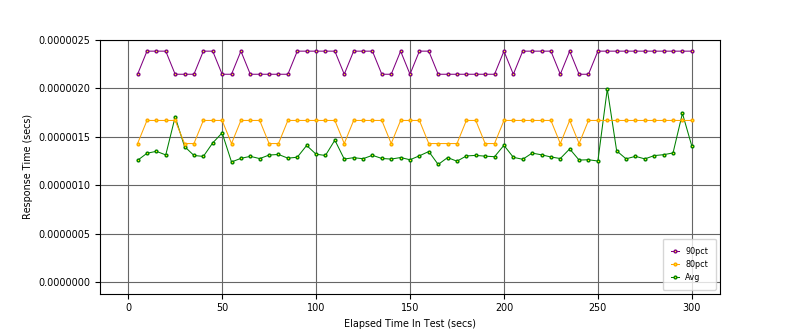 0.0000025
0.0000020
0.0000015
0.0000010
0.0000005
0.0000000
Response Time (secs)
0 50 100 150 200 250 300
Elapsed Time In Test (secs)
90pct
80pct
Avg